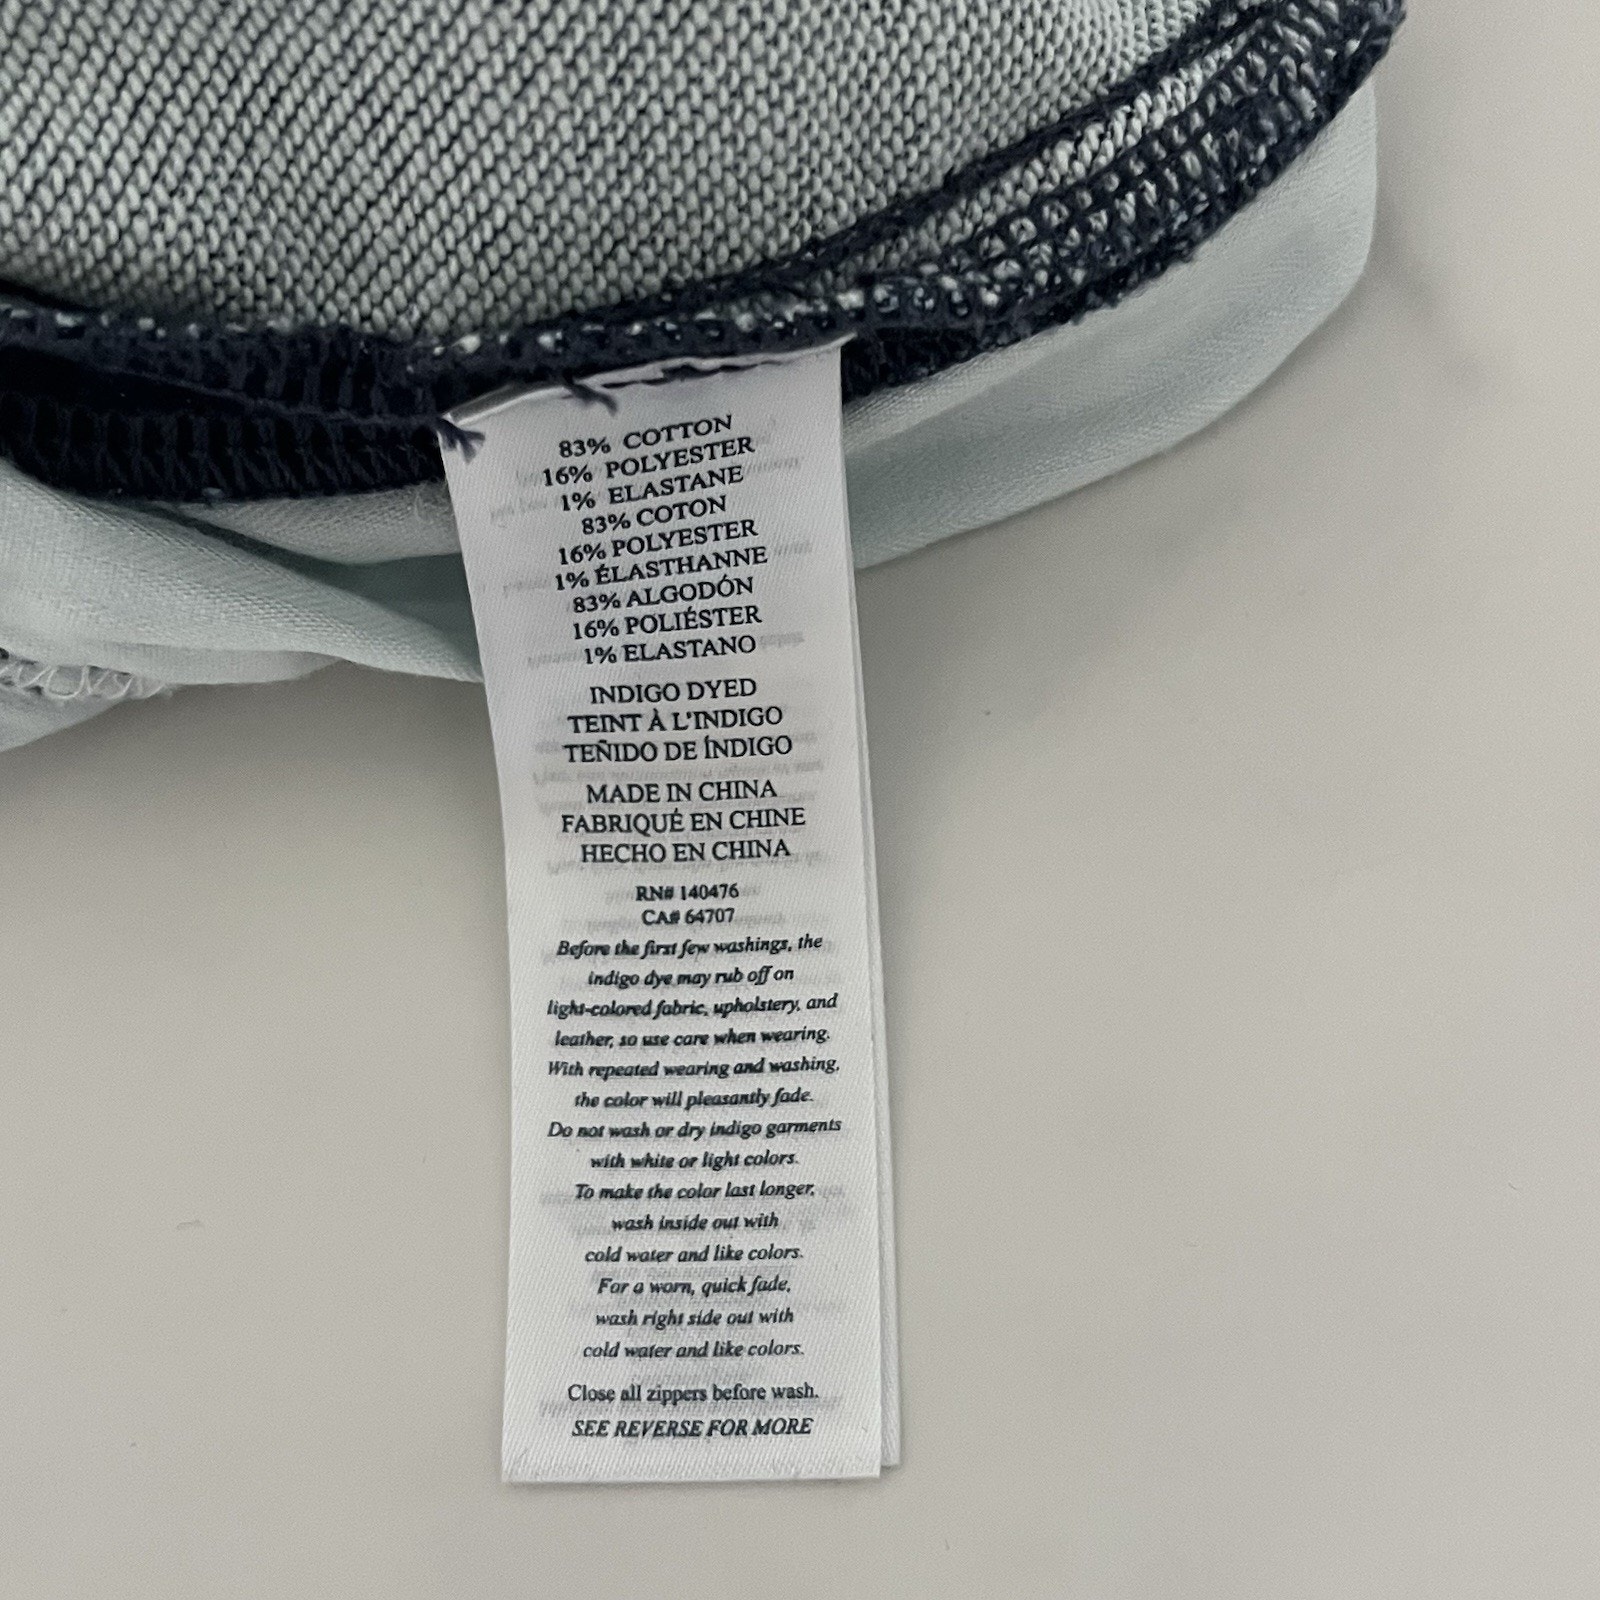 83% COTTON
16% POLYESTER
1% ELASTANE
83% COTON
16% POLYESTER
1% ÉLASTHANNE
83% ALGODÓN
16% POLIÉSTER
1% ELASTANO
INDIGO DYED
TEINT À L'INDIGO
TEÑIDO DE ÍNDIGO
MADE IN CHINA
FABRIQUÉ EN CHINE
HECHO EN CHINA
RN# 140476
CA# 64707
Before the first few washings, the
indigo dye may rub off on
light-colored fabric, upholstery, and
leather, so use care when wearing.
With repeated wearing and washing,
the color will pleasantly fade.
Do not wash or dry indigo garments
with white or light colors.
To make the color last longer,
wash inside out with
cold water and like colors.
For a worn, quick fade,
wash right side out with
cold water and like colors.
Close all zippers before wash.
SEE REVERSE FOR MORE